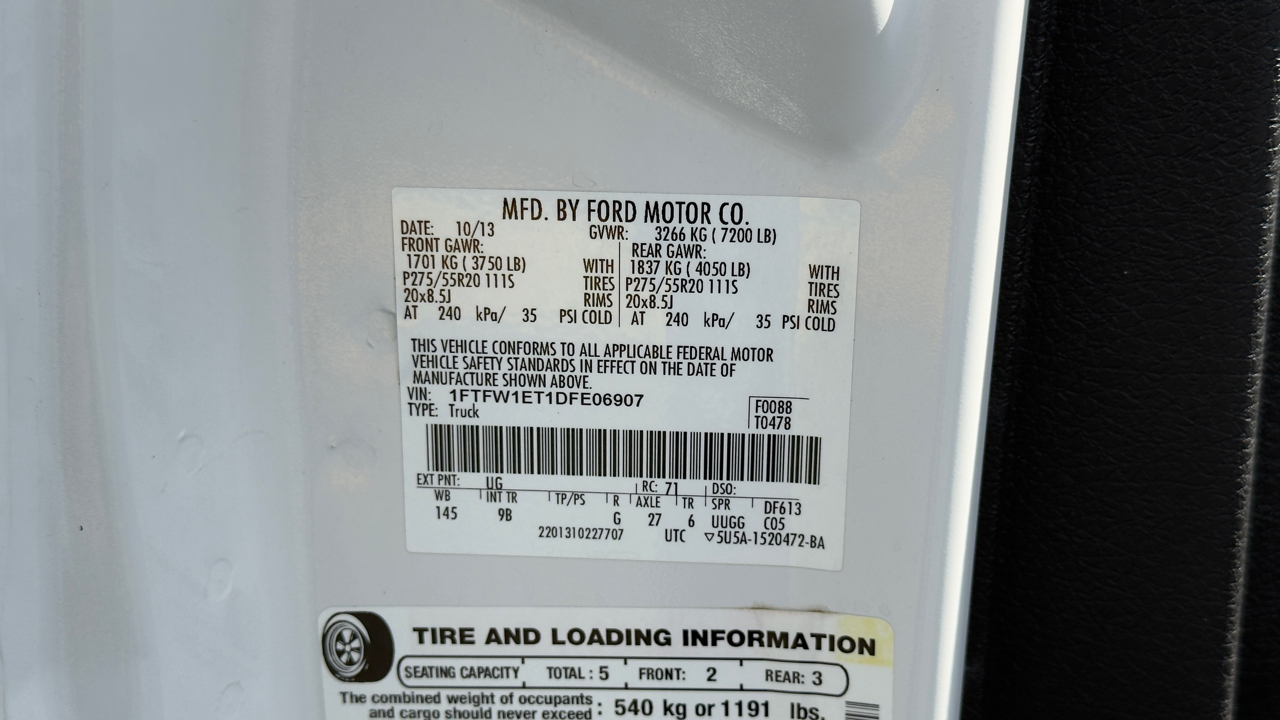 MFD. BY FORD MOTOR CO.
DATE: 10/13 GVWR: 3266 KG ( 7200 LB)
FRONT GAWR: REAR GAWR:
1701 KG ( 3750 LB) WITH 1837 KG ( 4050 LB) WITH
P275/55R20 111S TIRES P275/55R20 111S TIRES
20x8.5J RIMS 20x8.5J RIMS
AT 240 kPa/ 35 PSI COLD AT 240 kPa/ 35 PSI COLD
THIS VEHICLE CONFORMS TO ALL APPLICABLE FEDERAL MOTOR
VEHICLE SAFETY STANDARDS IN EFFECT ON THE DATE OF
MANUFACTURE SHOWN ABOVE.
VIN: 1FTFW1ET1DFE06907 F0088
TYPE: Truck T0478
EXT PNT: UG RC: 71 DSO:
WB INT TR TP/PS R AXLE TR SPR DF613
145 9B G 27 6 UUGG C05
2201310227707 UTC ▽5U5A-1520472-BA
TIRE AND LOADING INFORMATION
SEATING CAPACITY TOTAL : 5 FRONT: 2 REAR: 3
The combined weight of occupants
and cargo should never exceed : 540 kg or 1191 lbs.